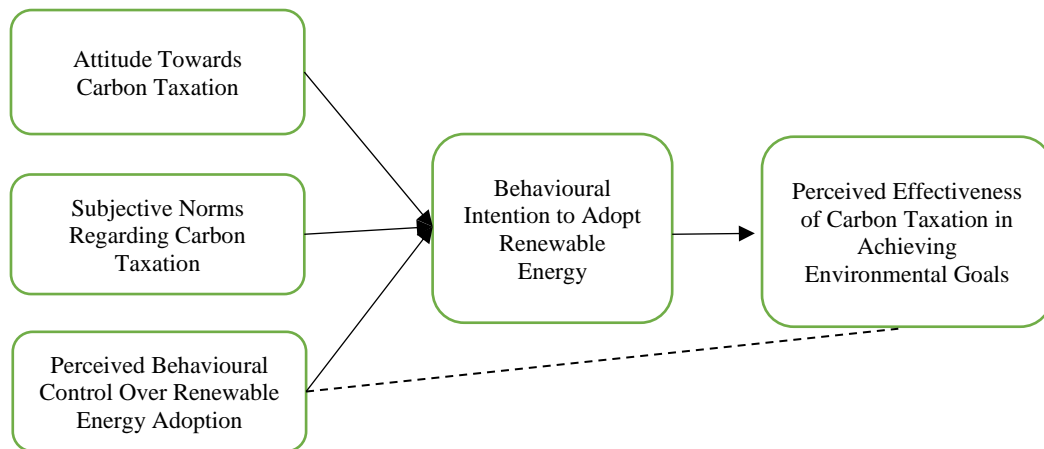 Attitude Towards
Carbon Taxation
Subjective Norms
Regarding Carbon
Taxation
Perceived Behavioural
Control Over Renewable
Energy Adoption
Behavioural
Intention to Adopt
Renewable
Energy
Perceived Effectiveness
of Carbon Taxation in
Achieving
Environmental Goals